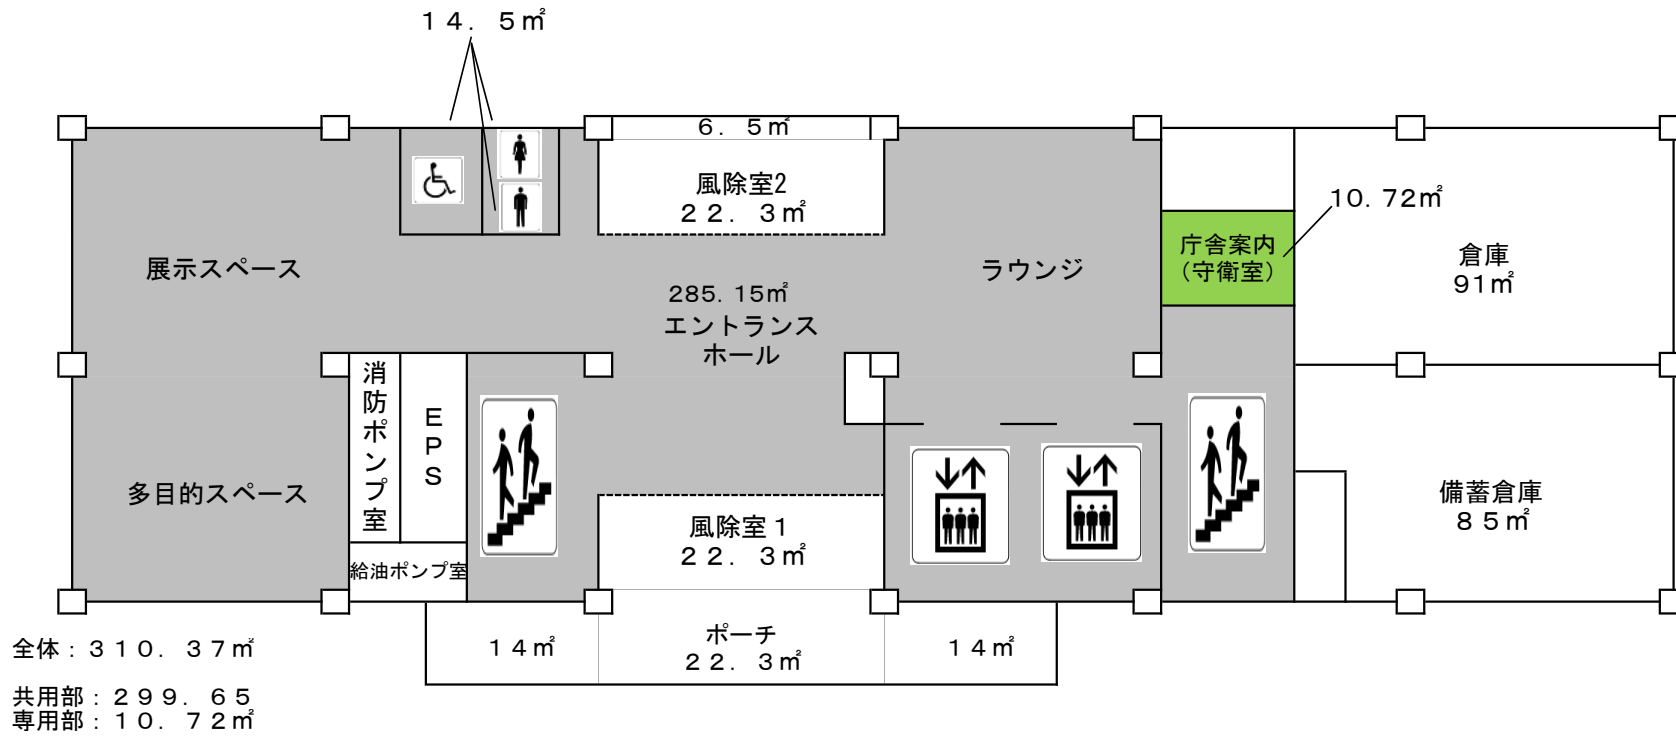 １４．５㎡
６．５㎡
風除室2
２２．３㎡
10.72㎡
庁舎案内
（守衛室）
倉庫
91㎡
展示スペース
ラウンジ
285.15㎡
エントランス
ホール
消防ポンプ室
ＥＰＳ
多目的スペース
風除室１
２２．３㎡
備蓄倉庫
８５㎡
給油ポンプ室
１４㎡
ポーチ
２２．３㎡
１４㎡
全体：３１０．３７㎡
共用部：２９９．６５
専用部：１０．７２㎡